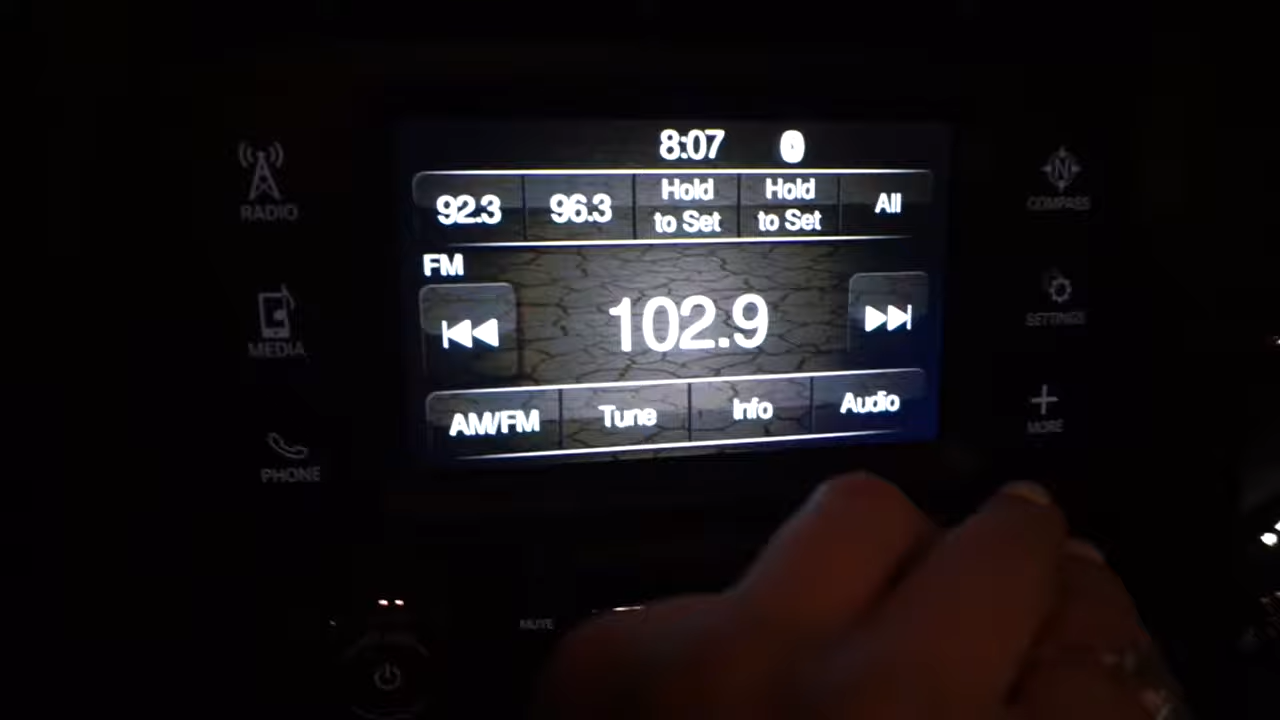 8:07
92.3
96.3
Hold
to Set
Hold
to Set
All
FM
102.9
AM/FM
Tune
Info
Audio
RADIO
MEDIA
PHONE
COMPASS
SETTINGS
MORE
MUTE